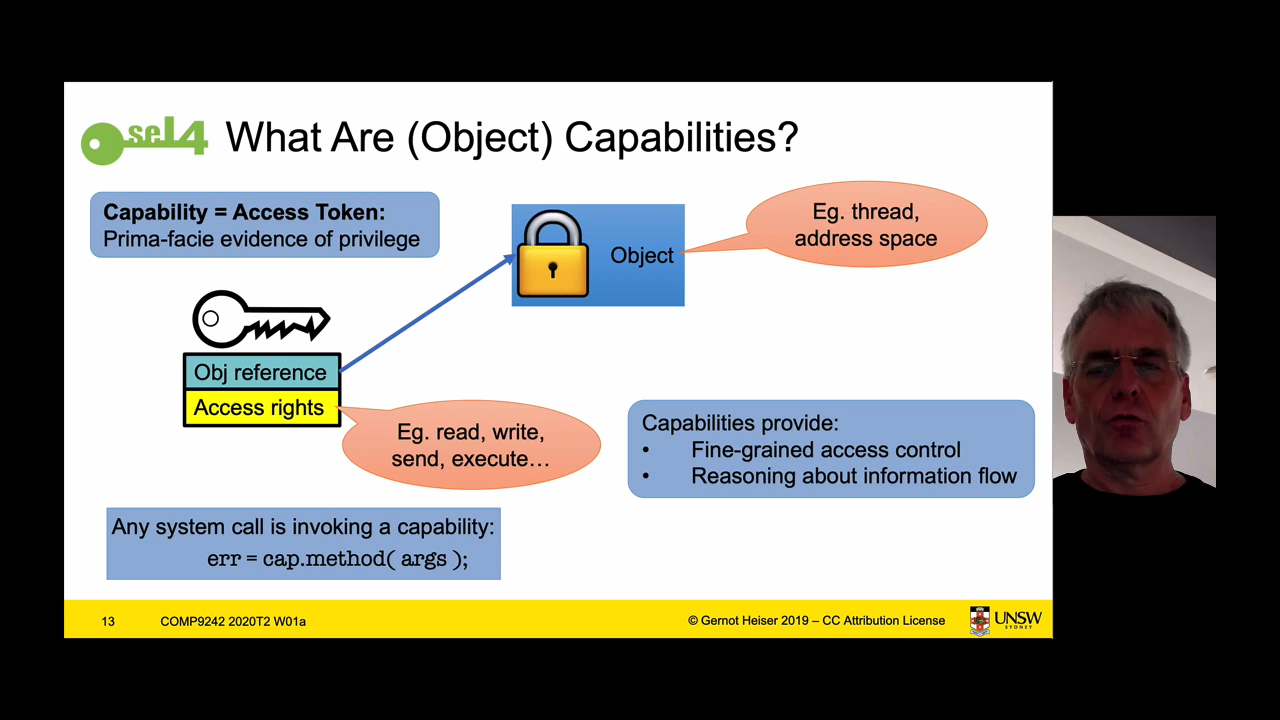 seL4 What Are (Object) Capabilities?
Capability = Access Token:
Prima-facie evidence of privilege
Object
Eg. thread,
address space
Obj reference
Access rights
Eg. read, write,
send, execute…
Capabilities provide:
• Fine-grained access control
• Reasoning about information flow
Any system call is invoking a capability:
err = cap.method( args );
13 COMP9242 2020T2 W01a © Gernot Heiser 2019 – CC Attribution License UNSW
SYDNEY